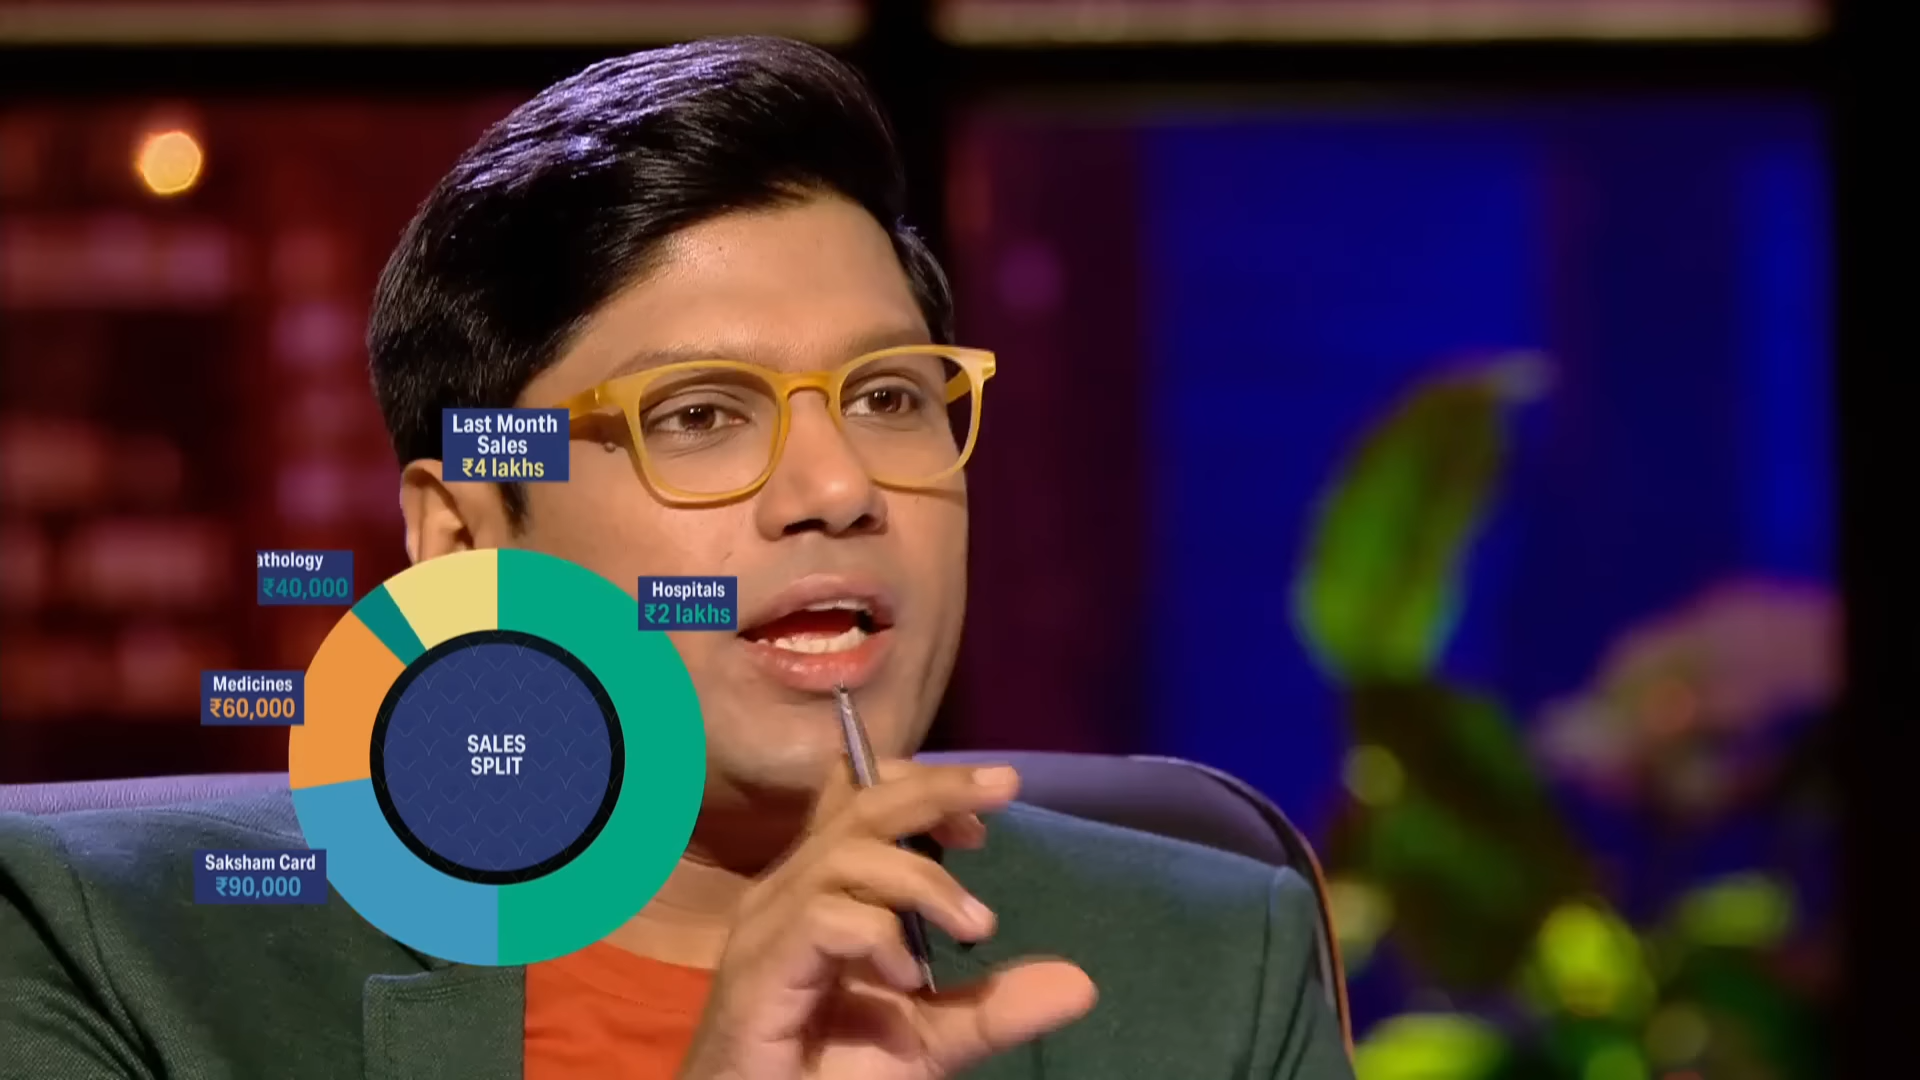 Last Month
Sales
₹4 lakhs
athology
₹40,000
Hospitals
₹2 lakhs
Medicines
₹60,000
SALES
SPLIT
Saksham Card
₹90,000